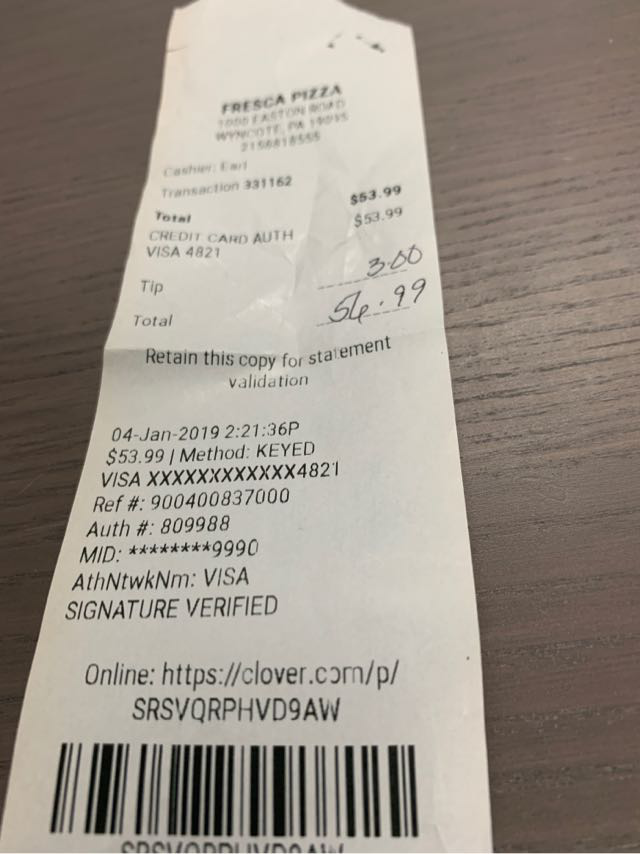 FRESCA PIZZA
1000 EASTON ROAD
WYNCOTE, PA 19095
2158818555
Cashier: Earl
Transaction 331162
Total $53.99
CREDIT CARD AUTH $53.99
VISA 4821
Tip 3.00
Total 56.99
Retain this copy for statement
validation
04-Jan-2019 2:21:36P
$53.99 | Method: KEYED
VISA XXXXXXXXXXXX4821
Ref #: 900400837000
Auth #: 809988
MID: ********9990
AthNtwkNm: VISA
SIGNATURE VERIFIED
Online: https://clover.com/p/
SRSVQRPHVD9AW
SRSVQRPHVD9AW